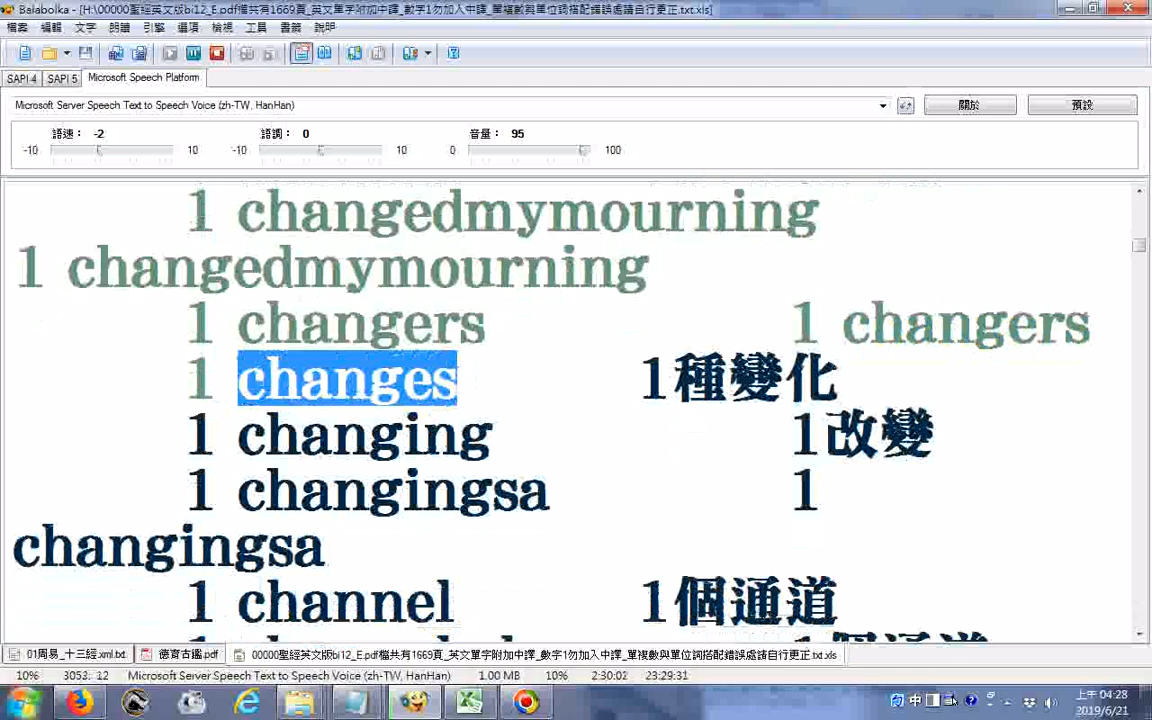 Balabolka - [H:\00000聖經英文版bi12_E.pdf檔共有1669頁_英文單字附加中譯_數字1勿加入中譯_單複數與單位詞搭配錯誤處請自行更正.txt.xls]
檔案 編輯 文字 朗讀 引擎 選項 檢視 工具 書籤 說明
SAPI 4 SAPI 5 Microsoft Speech Platform
Microsoft Server Speech Text to Speech Voice (zh-TW, HanHan) 關於 預設
語速： -2 語調： 0 音量： 95
-10 10 -10 10 0 100
1 changedmymourning
1 changedmymourning
1 changers 1 changers
1 changes 1種變化
1 changing 1改變
1 changingsa 1
changingsa
1 channel 1個通道
01周易_十三經.xml.txt 德育古鑑.pdf 00000聖經英文版bi12_E.pdf檔共有1669頁_英文單字附加中譯_數字1勿加入中譯_單複數與單位詞搭配錯誤處請自行更正.txt.xls
10% 3053: 12 Microsoft Server Speech Text to Speech Voice (zh-TW, HanHan) 1.00 MB 10% 2:30:02 23:29:31
中 上午 04:28
2019/6/21